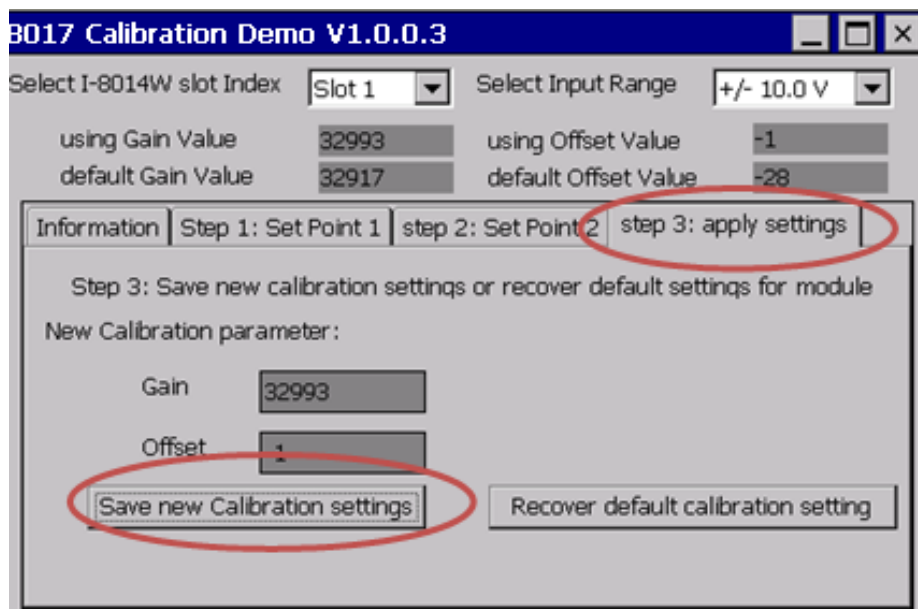 8017 Calibration Demo V1.0.0.3
Select I-8014W slot Index Slot 1 Select Input Range +/- 10.0 V
using Gain Value 32993 using Offset Value -1
default Gain Value 32917 default Offset Value -28
Information Step 1: Set Point 1 step 2: Set Point 2 step 3: apply settings
Step 3: Save new calibration settings or recover default settings for module
New Calibration parameter:
Gain 32993
Offset 1
Save new Calibration settings Recover default calibration setting